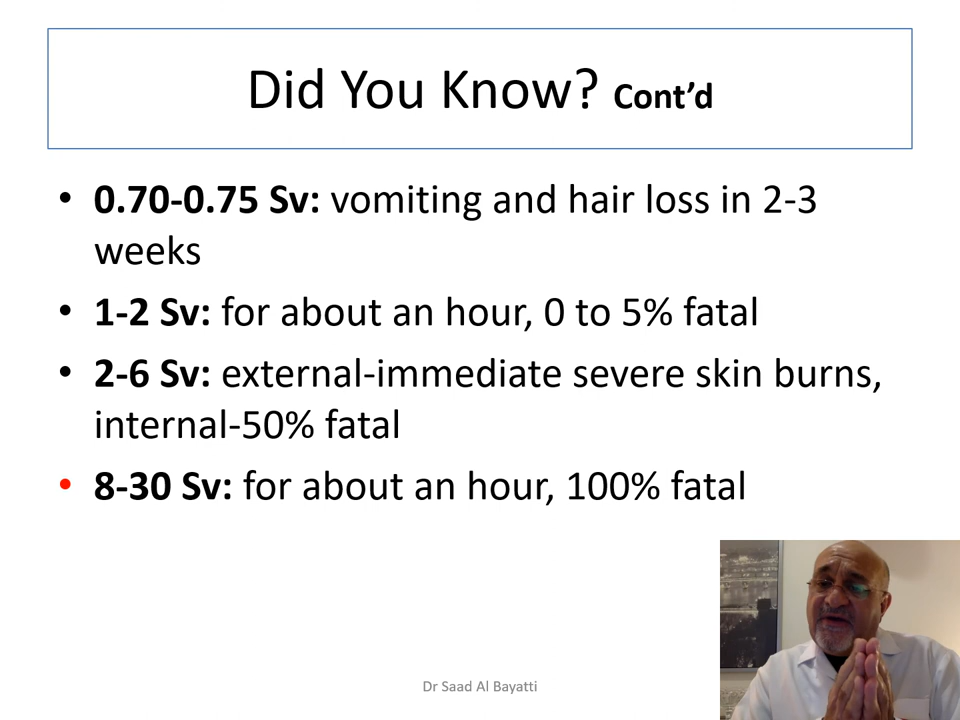 Did You Know? Cont’d
• 0.70-0.75 Sv: vomiting and hair loss in 2-3
weeks
• 1-2 Sv: for about an hour, 0 to 5% fatal
• 2-6 Sv: external-immediate severe skin burns,
internal-50% fatal
• 8-30 Sv: for about an hour, 100% fatal
Dr Saad Al Bayatti